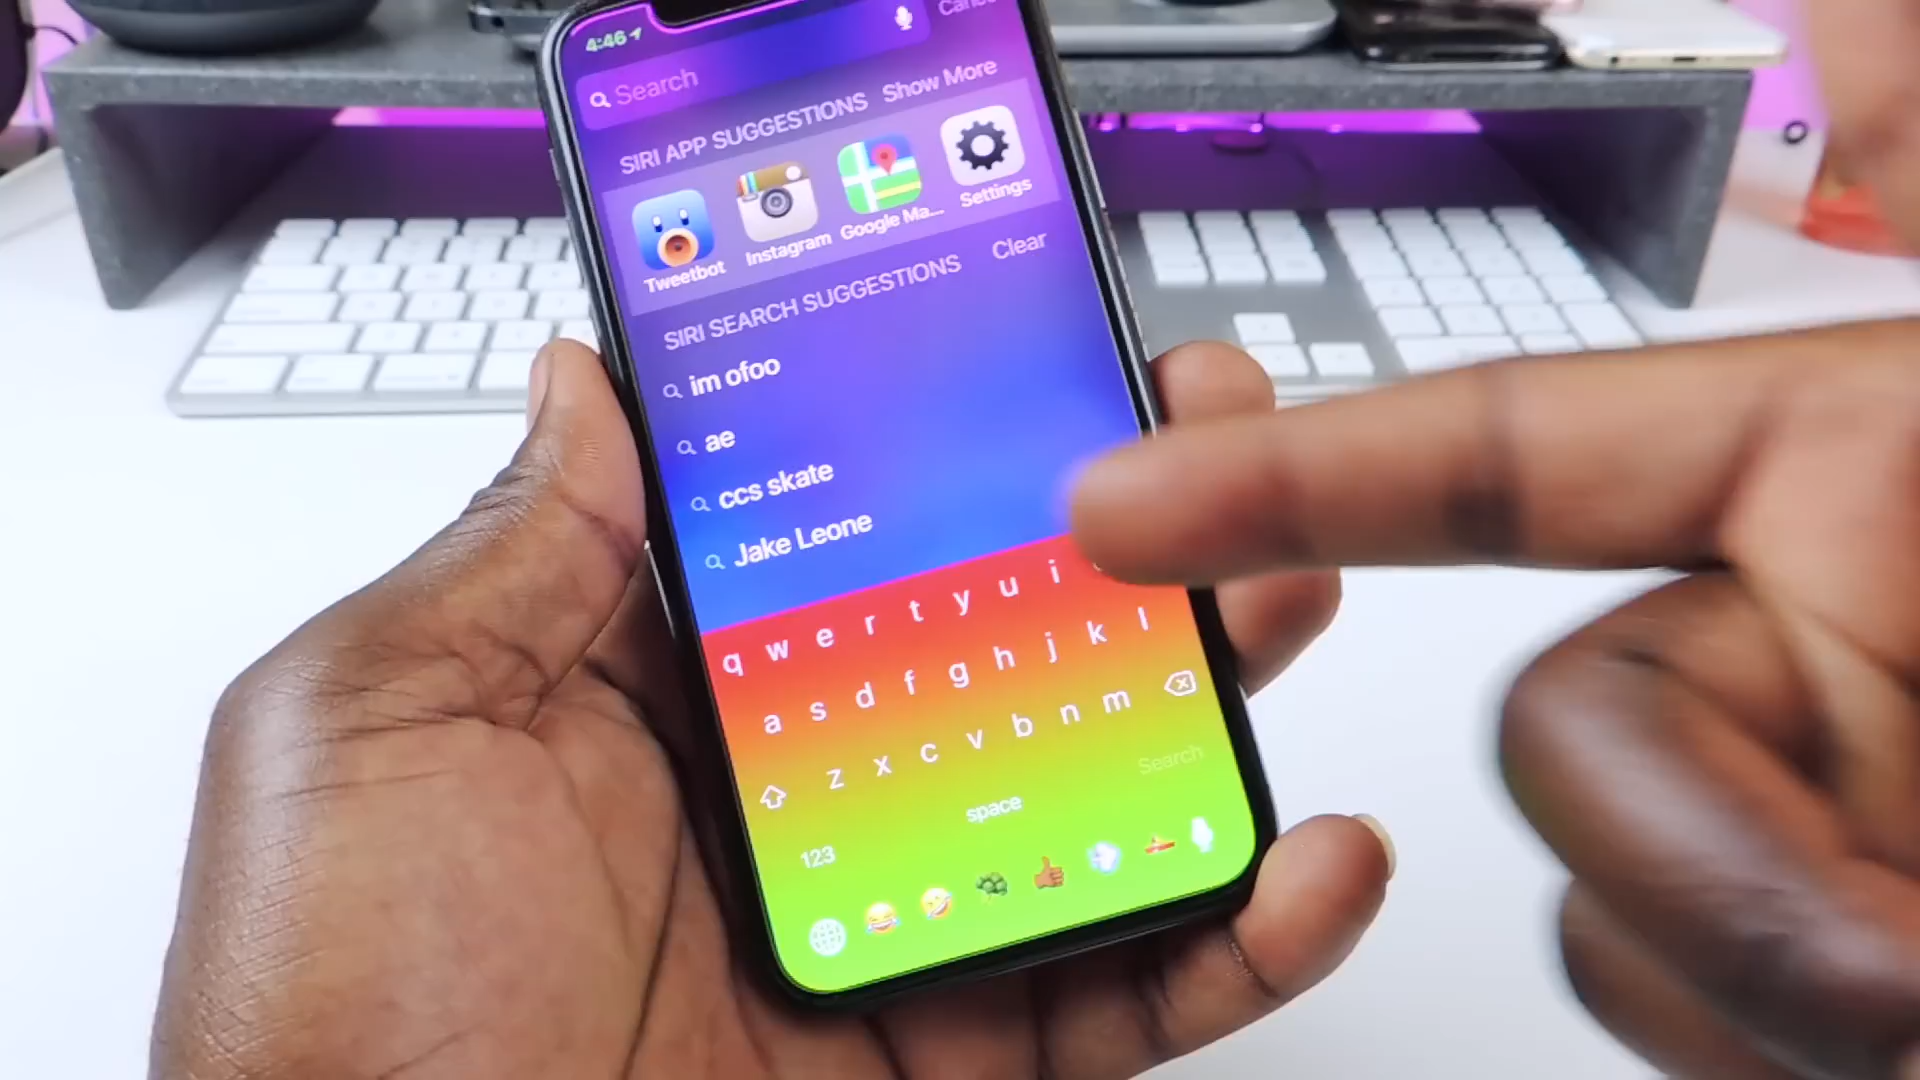 4:46
Search
SIRI APP SUGGESTIONS Show More
Tweetbot Instagram Google Ma... Settings
SIRI SEARCH SUGGESTIONS Clear
im ofoo
ae
ccs skate
Jake Leone
q w e r t y u i
a s d f g h j k l
z x c v b n m
123 space Search